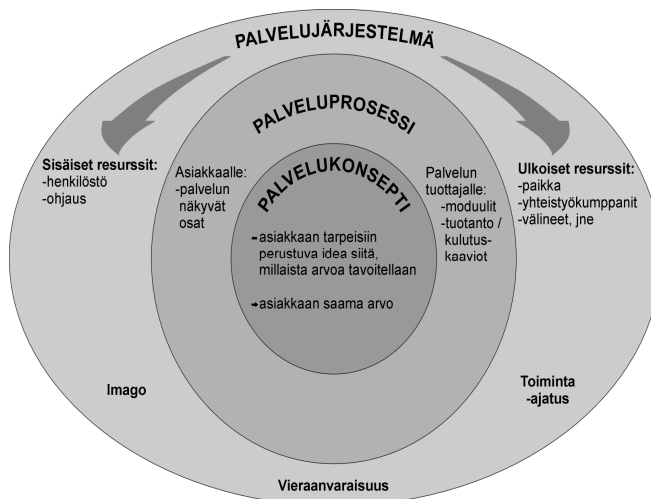 PALVELUJÄRJESTELMÄ
PALVELUPROSESSI
PALVELUKONSEPTI
Sisäiset resurssit:
-henkilöstö
-ohjaus
Asiakkaalle:
-palvelun
näkyvät
osat
→asiakkaan tarpeisiin
perustuva idea siitä,
millaista arvoa tavoitellaan
→asiakkaan saama arvo
Palvelun
tuottajalle:
-moduulit
-tuotanto /
kulutus-
kaaviot
Ulkoiset resurssit:
-paikka
-yhteistyökumppanit
-välineet, jne
Imago
Toiminta
-ajatus
Vieraanvaraisuus